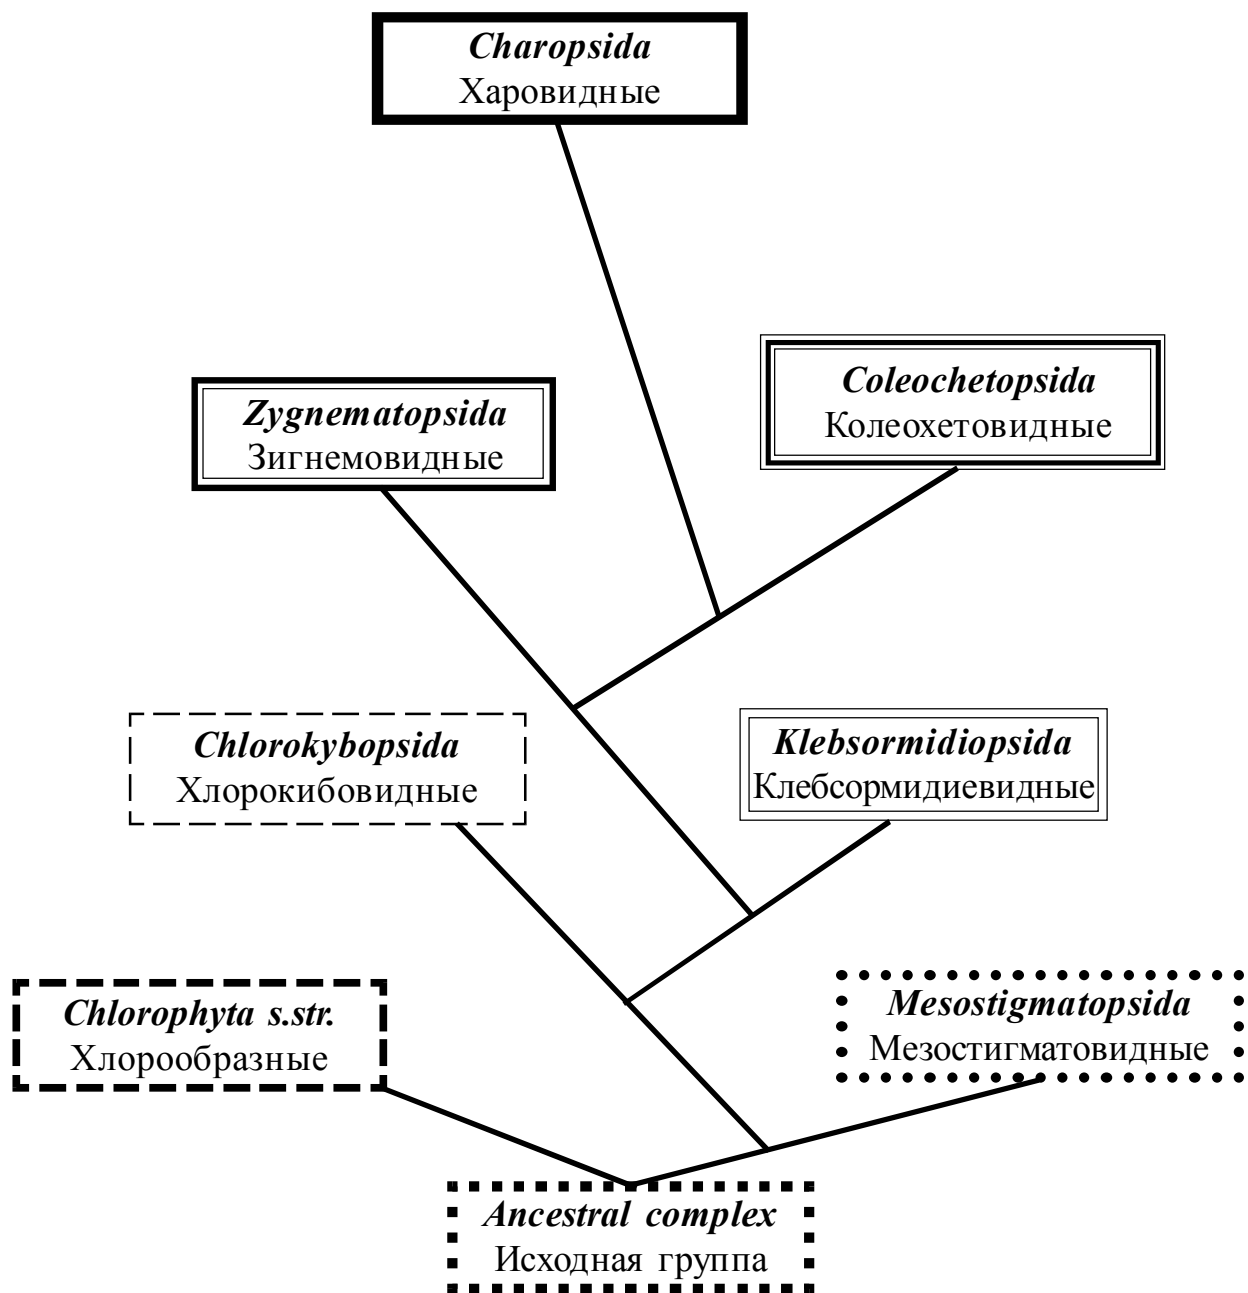 Charopsida
Харовидные
Zygnematopsida
Зигнемовидные
Coleochetopsida
Колеохетовидные
Chlorokybopsida
Хлорокибовидные
Klebsormidiopsida
Клебсормидиевидные
Chlorophyta s.str.
Хлорообразные
Mesostigmatopsida
Мезостигматовидные
Ancestral complex
Исходная группа